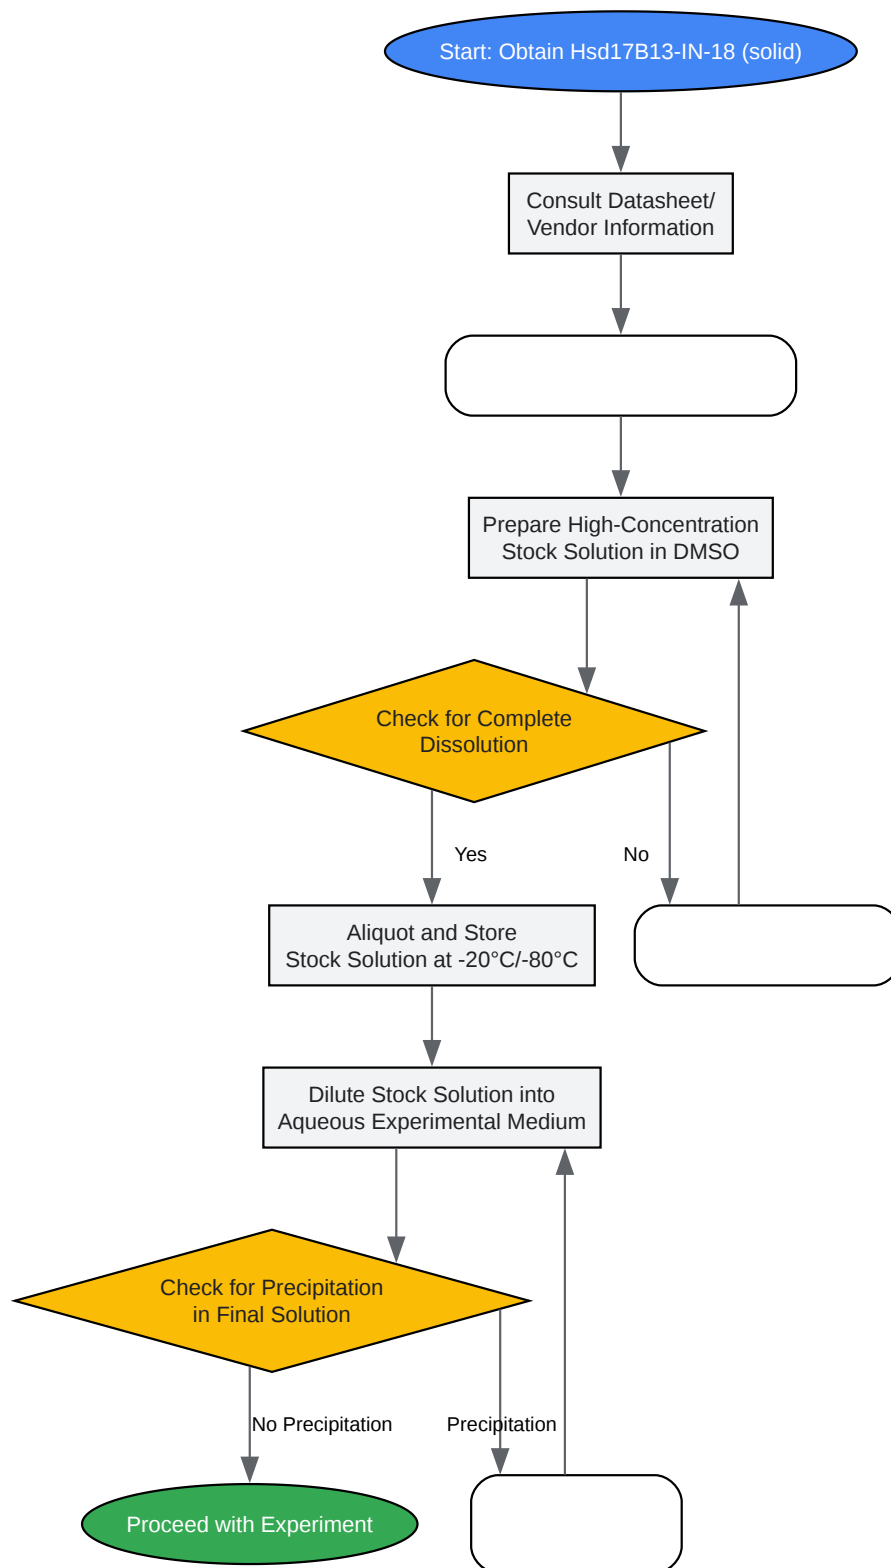 Start: Obtain Hsd17B13-IN-18 (solid)
Consult Datasheet/
Vendor Information
Prepare High-Concentration
Stock Solution in DMSO
Check for Complete
Dissolution
Yes
No
Aliquot and Store
Stock Solution at -20°C/-80°C
Dilute Stock Solution into
Aqueous Experimental Medium
Check for Precipitation
in Final Solution
No Precipitation
Precipitation
Proceed with Experiment